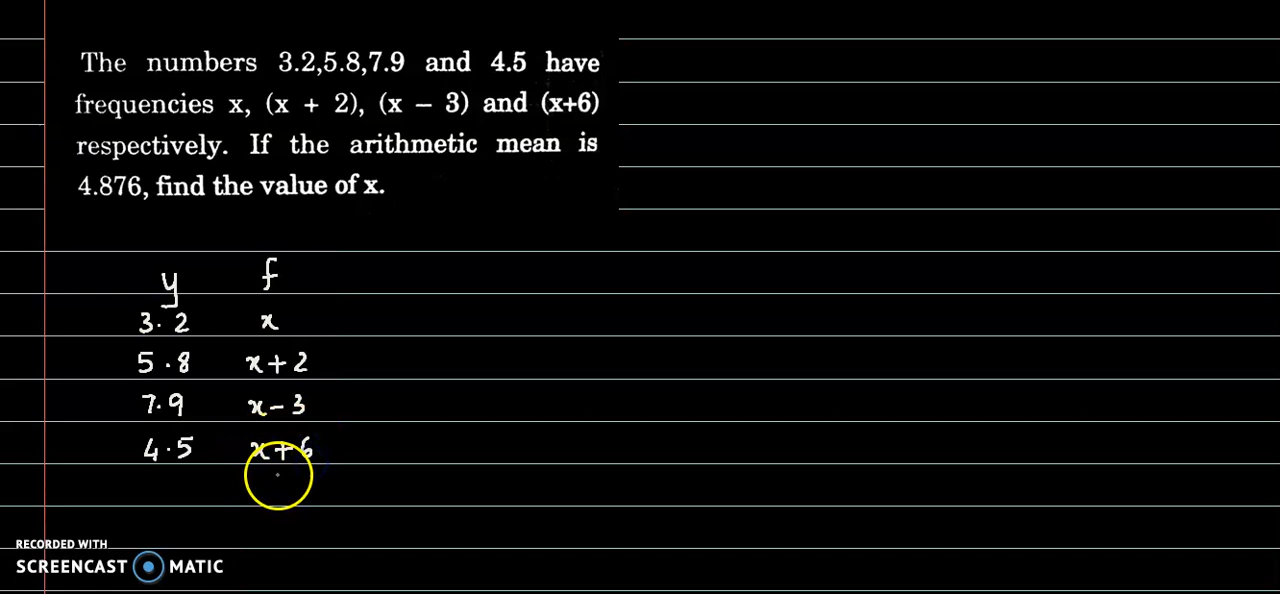 The numbers 3.2,5.8,7.9 and 4.5 have
frequencies x, (x + 2), (x – 3) and (x+6)
respectively. If the arithmetic mean is
4.876, find the value of x.
y f
3.2 x
5.8 x+2
7.9 x-3
4.5 x+6
RECORDED WITH
SCREENCAST MATIC